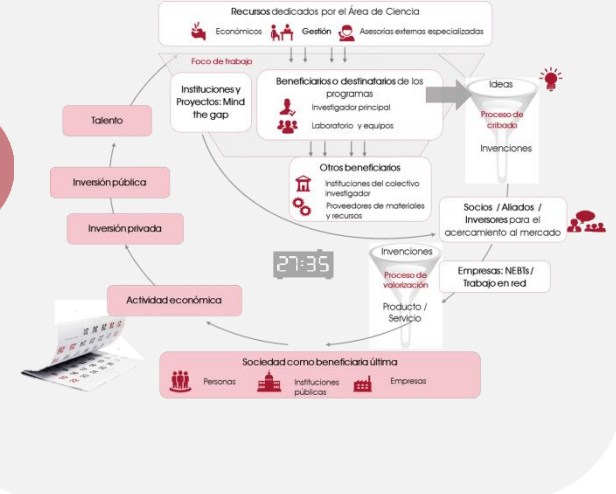 Recursos dedicados por el Área de Ciencia
Económicos
Gestión
Asesorías externas especializadas
Foco de trabajo
Instituciones y
Proyectos: Mind
the gap
Beneficiarios o destinatarios de los
programas
Investigador principal
Laboratorio y equipos
Otros beneficiarios
Instituciones del colectivo
investigador
Proveedores de materiales
y recursos
Ideas
Proceso de
cribado
Invenciones
Socios / Aliados /
Inversores para el
acercamiento al mercado
Empresas: NEBTs /
Trabajo en red
Invenciones
Proceso de
valorización
Producto /
Servicio
27:35
Talento
Inversión pública
Inversión privada
Actividad económica
Sociedad como beneficiaria última
Personas
Instituciones
públicas
Empresas